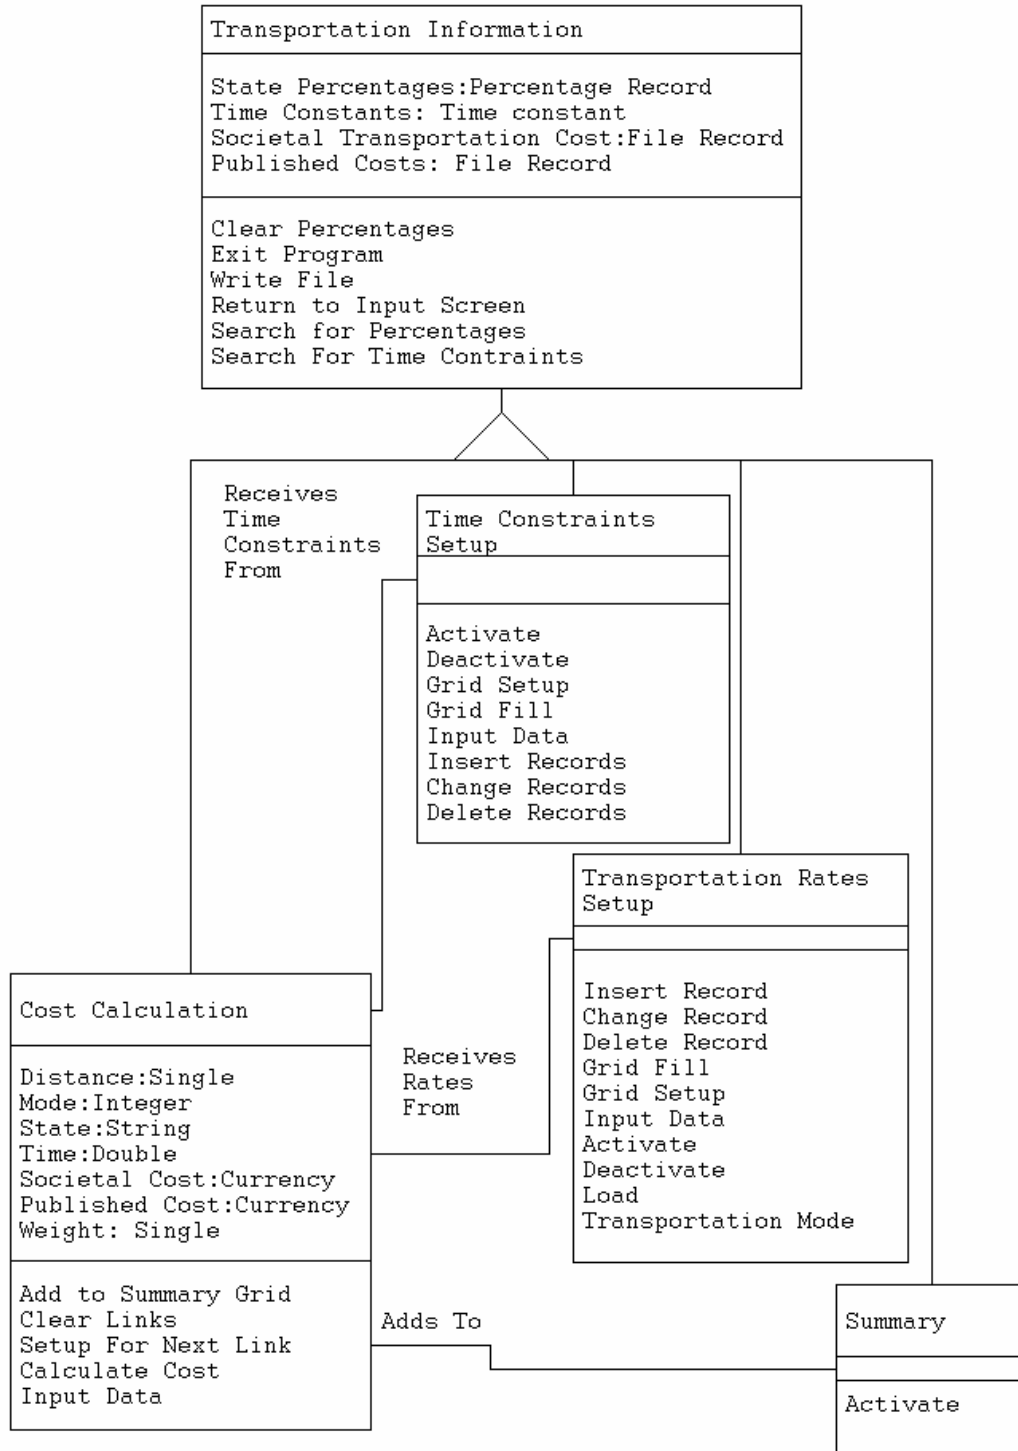 Transportation Information
State Percentages:Percentage Record
Time Constants: Time constant
Societal Transportation Cost:File Record
Published Costs: File Record
Clear Percentages
Exit Program
Write File
Return to Input Screen
Search for Percentages
Search For Time Contraints
Receives
Time
Constraints
From
Time Constraints
Setup
Activate
Deactivate
Grid Setup
Grid Fill
Input Data
Insert Records
Change Records
Delete Records
Transportation Rates
Setup
Insert Record
Change Record
Delete Record
Grid Fill
Grid Setup
Input Data
Activate
Deactivate
Load
Transportation Mode
Receives
Rates
From
Cost Calculation
Distance:Single
Mode:Integer
State:String
Time:Double
Societal Cost:Currency
Published Cost:Currency
Weight: Single
Add to Summary Grid
Clear Links
Setup For Next Link
Calculate Cost
Input Data
Adds To
Summary
Activate